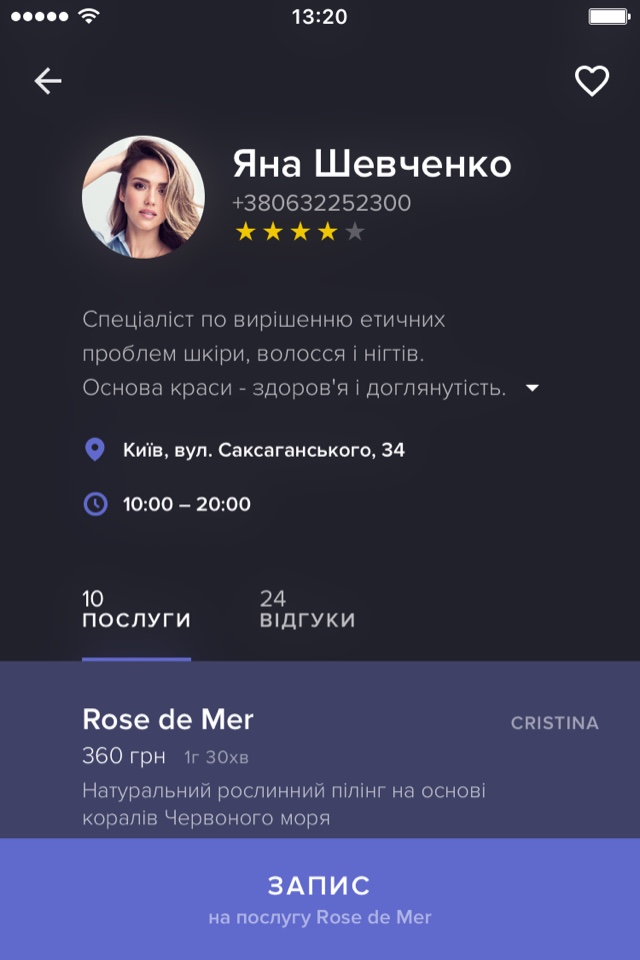 13:20
Яна Шевченко
+380632252300
Спеціаліст по вирішенню етичних
проблем шкіри, волосся і нігтів.
Основа краси - здоров'я і доглянутість.
Київ, вул. Саксаганського, 34
10:00 – 20:00
10
ПОСЛУГИ
24
ВІДГУКИ
Rose de Mer
CRISTINA
360 грн 1г 30хв
Натуральний рослинний пілінг на основі
коралів Червоного моря
ЗАПИС
на послугу Rose de Mer